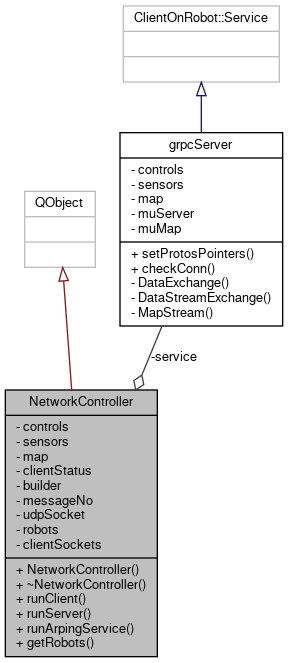 ClientOnRobot::Service
grpcServer
- controls
- sensors
- map
- muServer
- muMap
+ setProtosPointers()
+ checkConn()
- DataExchange()
- DataStreamExchange()
- MapStream()
QObject
-service
NetworkController
- controls
- sensors
- map
- clientStatus
- builder
- messageNo
- udpSocket
- robots
- clientSockets
+ NetworkController()
+ ~NetworkController()
+ runClient()
+ runServer()
+ runArpingService()
+ getRobots()